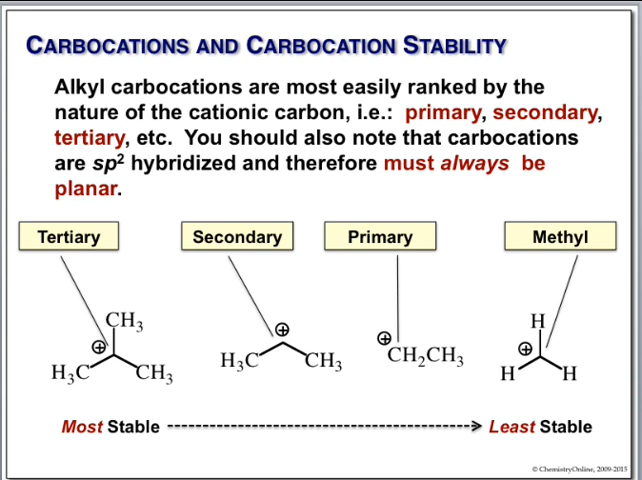 CARBOCATIONS AND CARBOCATION STABILITY
Alkyl carbocations are most easily ranked by the
nature of the cationic carbon, i.e.: primary, secondary,
tertiary, etc. You should also note that carbocations
are sp² hybridized and therefore must always be
planar.
Tertiary Secondary Primary Methyl
CH₃ H
⊕ ⊕ ⊕ ⊕
H₃C CH₃ H₃C CH₃ CH₂CH₃ H H
Most Stable Least Stable
© ChemistryOnline, 2009-2015